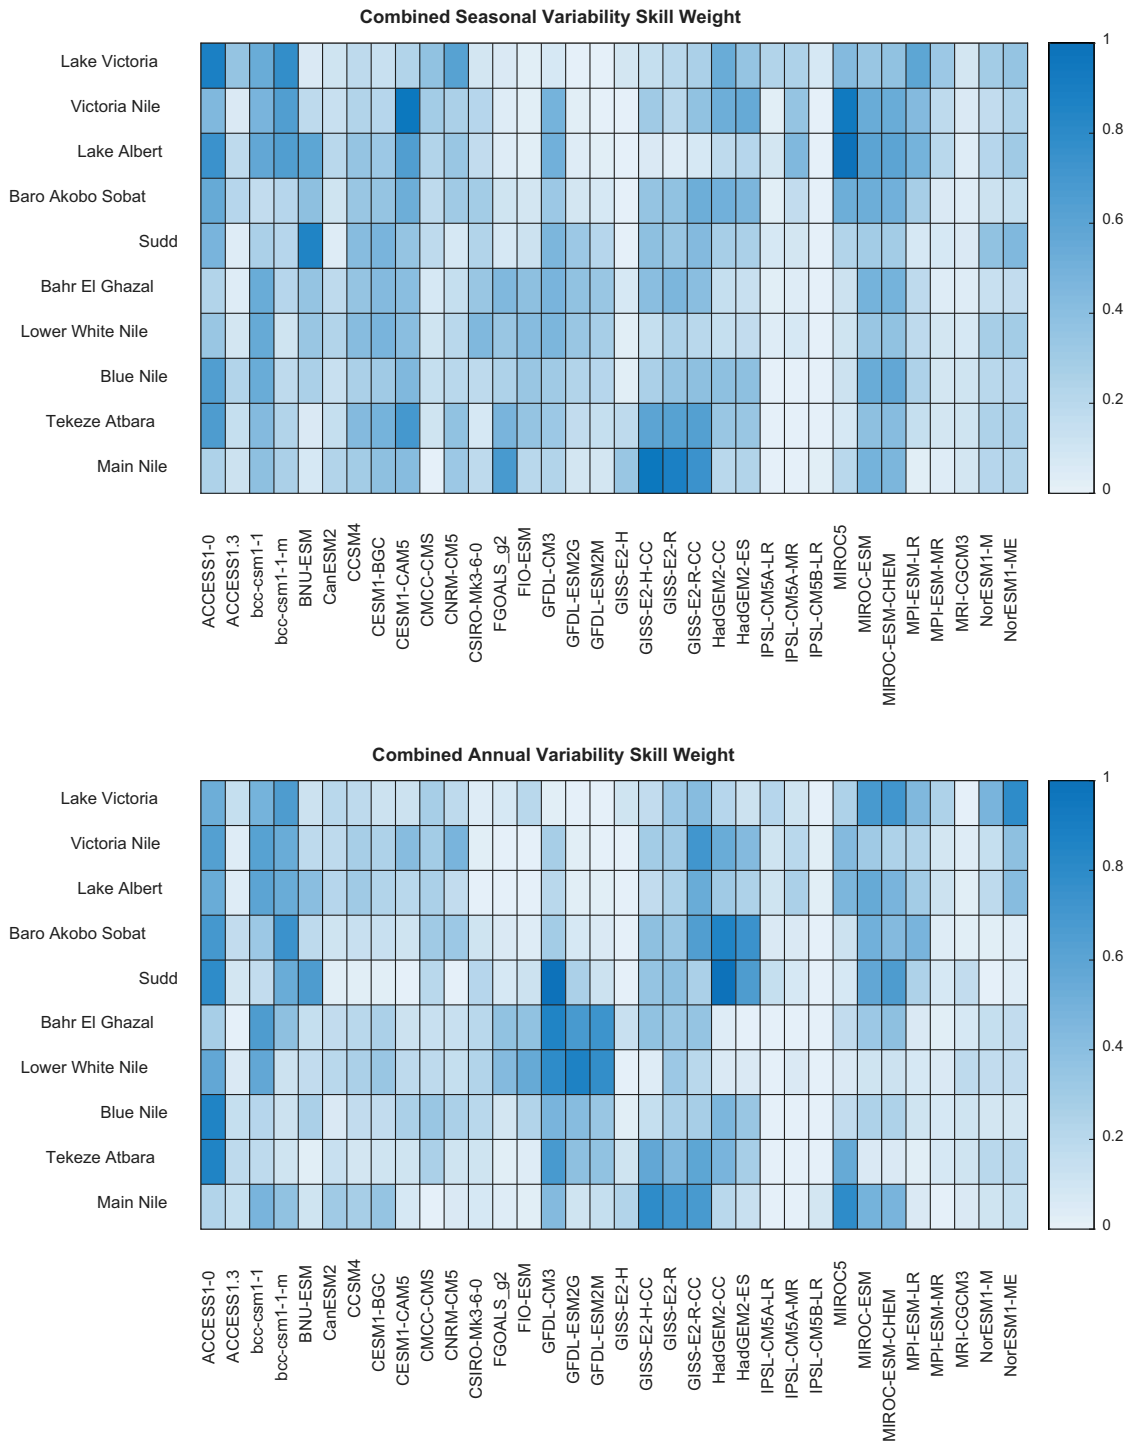 Combined Seasonal Variability Skill Weight
Lake Victoria
Victoria Nile
Lake Albert
Baro Akobo Sobat
Sudd
Bahr El Ghazal
Lower White Nile
Blue Nile
Tekeze Atbara
Main Nile
1
0.8
0.6
0.4
0.2
0
ACCESS1-0
ACCESS1.3
bcc-csm1-1
bcc-csm1-1-m
BNU-ESM
CanESM2
CCSM4
CESM1-BGC
CESM1-CAM5
CMCC-CMS
CNRM-CM5
CSIRO-Mk3-6-0
FGOALS_g2
FIO-ESM
GFDL-CM3
GFDL-ESM2G
GFDL-ESM2M
GISS-E2-H
GISS-E2-H-CC
GISS-E2-R
GISS-E2-R-CC
HadGEM2-CC
HadGEM2-ES
IPSL-CM5A-LR
IPSL-CM5A-MR
IPSL-CM5B-LR
MIROC5
MIROC-ESM
MIROC-ESM-CHEM
MPI-ESM-LR
MPI-ESM-MR
MRI-CGCM3
NorESM1-M
NorESM1-ME
Combined Annual Variability Skill Weight
Lake Victoria
Victoria Nile
Lake Albert
Baro Akobo Sobat
Sudd
Bahr El Ghazal
Lower White Nile
Blue Nile
Tekeze Atbara
Main Nile
1
0.8
0.6
0.4
0.2
0
ACCESS1-0
ACCESS1.3
bcc-csm1-1
bcc-csm1-1-m
BNU-ESM
CanESM2
CCSM4
CESM1-BGC
CESM1-CAM5
CMCC-CMS
CNRM-CM5
CSIRO-Mk3-6-0
FGOALS_g2
FIO-ESM
GFDL-CM3
GFDL-ESM2G
GFDL-ESM2M
GISS-E2-H
GISS-E2-H-CC
GISS-E2-R
GISS-E2-R-CC
HadGEM2-CC
HadGEM2-ES
IPSL-CM5A-LR
IPSL-CM5A-MR
IPSL-CM5B-LR
MIROC5
MIROC-ESM
MIROC-ESM-CHEM
MPI-ESM-LR
MPI-ESM-MR
MRI-CGCM3
NorESM1-M
NorESM1-ME